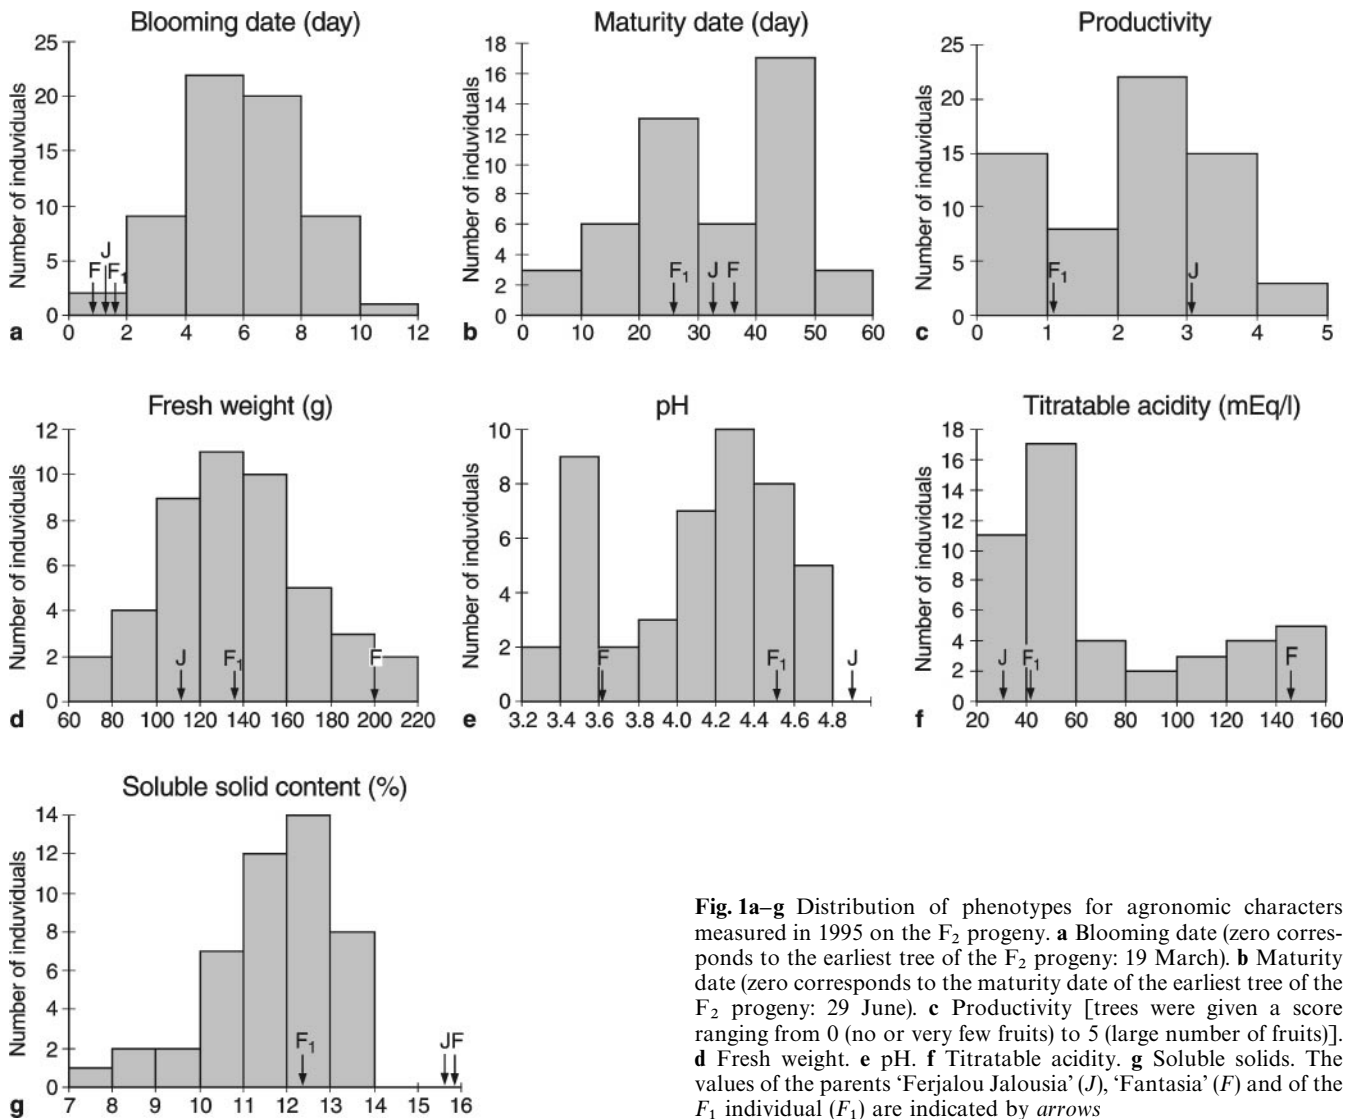 Blooming date (day)
Number of induviduals
25
20
15
10
5
0
F
J
F₁
0 2 4 6 8 10 12
a
Maturity date (day)
Number of induviduals
18
16
14
12
10
8
6
4
2
0
F₁ J F
0 10 20 30 40 50 60
b
Productivity
Number of induviduals
25
20
15
10
5
0
F₁ J
0 1 2 3 4 5
c
Fresh weight (g)
Number of induviduals
12
10
8
6
4
2
0
J F₁ F
60 80 100 120 140 160 180 200 220
d
pH
Number of induviduals
10
8
6
4
2
0
F F₁ J
3.2 3.4 3.6 3.8 4.0 4.2 4.4 4.6 4.8
e
Titratable acidity (mEq/l)
Number of induviduals
18
16
14
12
10
8
6
4
2
0
J F₁ F
20 40 60 80 100 120 140 160
f
Soluble solid content (%)
Number of induviduals
14
12
10
8
6
4
2
0
F₁ J F
7 8 9 10 11 12 13 14 15 16
g
Fig. 1a–g Distribution of phenotypes for agronomic characters
measured in 1995 on the F₂ progeny. a Blooming date (zero corres-
ponds to the earliest tree of the F₂ progeny: 19 March). b Maturity
date (zero corresponds to the maturity date of the earliest tree of the
F₂ progeny: 29 June). c Productivity [trees were given a score
ranging from 0 (no or very few fruits) to 5 (large number of fruits)].
d Fresh weight. e pH. f Titratable acidity. g Soluble solids. The
values of the parents ‘Ferjalou Jalousia’ (J), ‘Fantasia’ (F) and of the
F₁ individual (F₁) are indicated by arrows